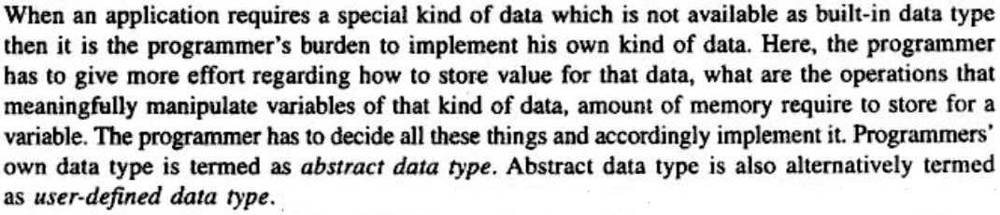 When an application requires a special kind of data which is not available as built-in data type
then it is the programmer's burden to implement his own kind of data. Here, the programmer
has to give more effort regarding how to store value for that data, what are the operations that
meaningfully manipulate variables of that kind of data, amount of memory require to store for a
variable. The programmer has to decide all these things and accordingly implement it. Programmers'
own data type is termed as abstract data type. Abstract data type is also alternatively termed
as user-defined data type.